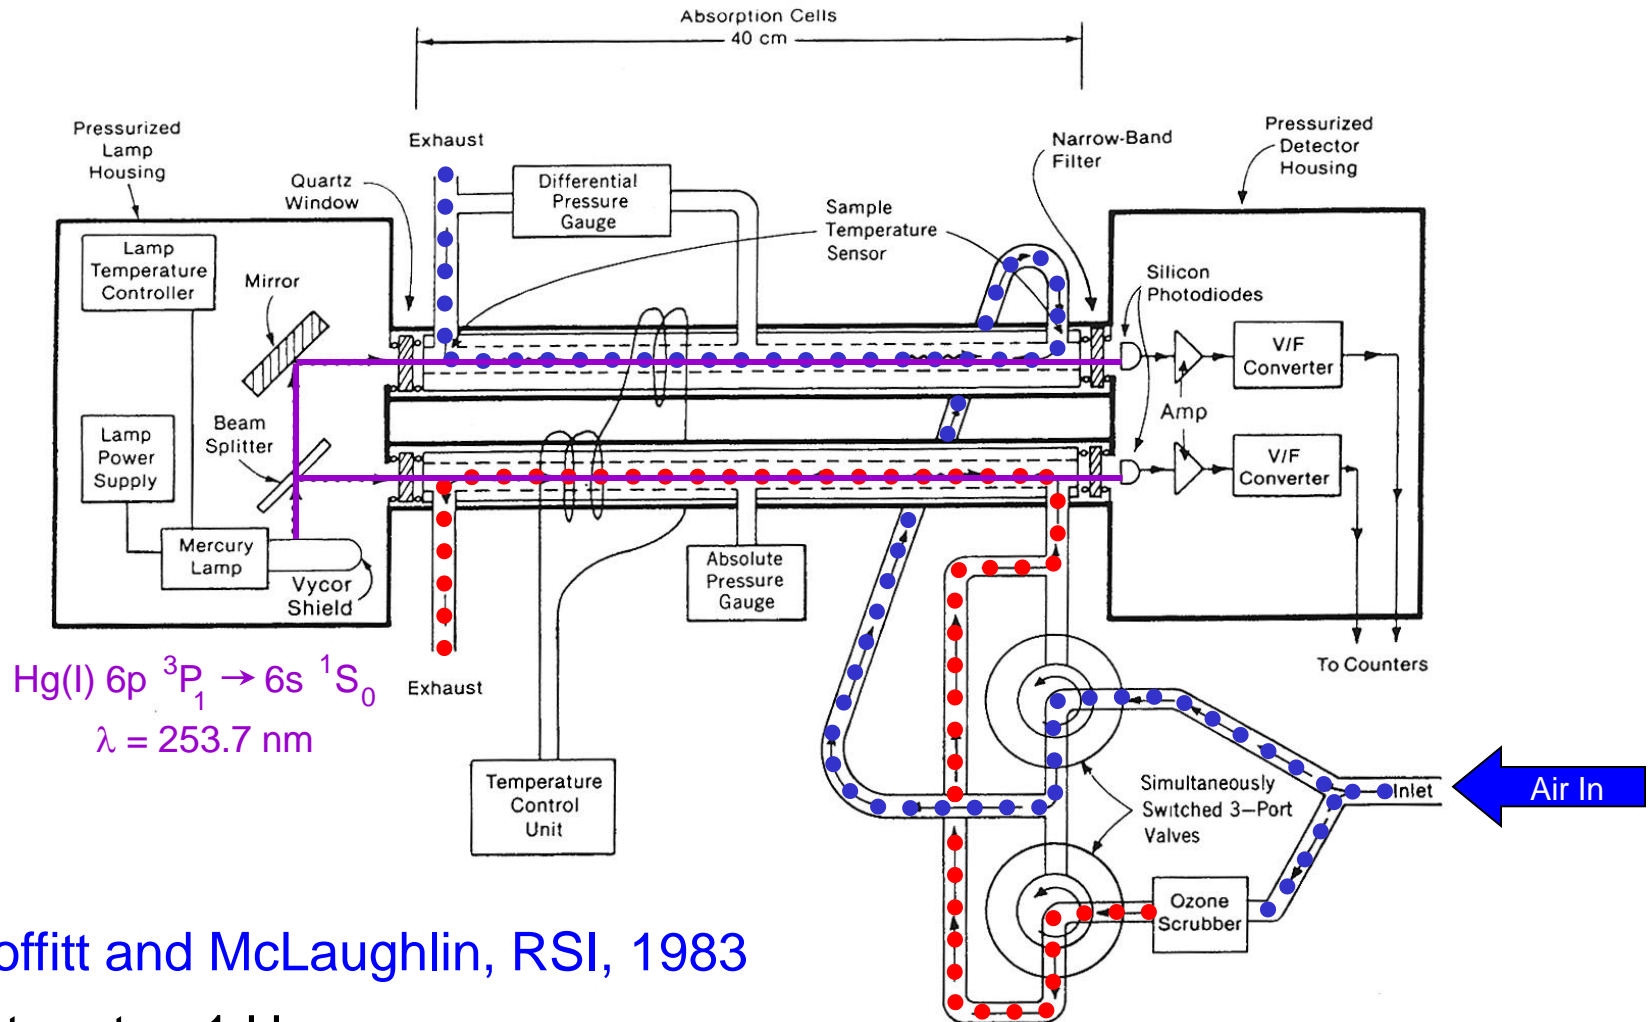 Absorption Cells
40 cm
Pressurized
Lamp
Housing
Exhaust
Quartz
Window
Differential
Pressure
Gauge
Sample
Temperature
Sensor
Narrow-Band
Filter
Pressurized
Detector
Housing
Lamp
Temperature
Controller
Mirror
Silicon
Photodiodes
V/F
Converter
Beam
Splitter
Amp
Lamp
Power
Supply
V/F
Converter
Mercury
Lamp
Vycor
Shield
Absolute
Pressure
Gauge
To Counters
Exhaust
Hg(I) 6p ³P₁ → 6s ¹S₀
λ = 253.7 nm
Temperature
Control
Unit
Simultaneously
Switched 3–Port
Valves
Inlet
Air In
Ozone
Scrubber
offitt and McLaughlin, RSI, 1983